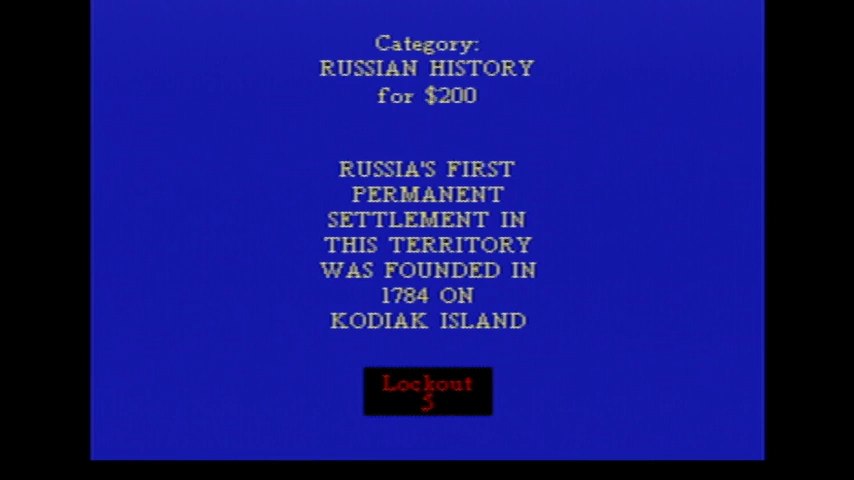 Category:
RUSSIAN HISTORY
for $200
RUSSIA'S FIRST
PERMANENT
SETTLEMENT IN
THIS TERRITORY
WAS FOUNDED IN
1784 ON
KODIAK ISLAND
Lockout
5